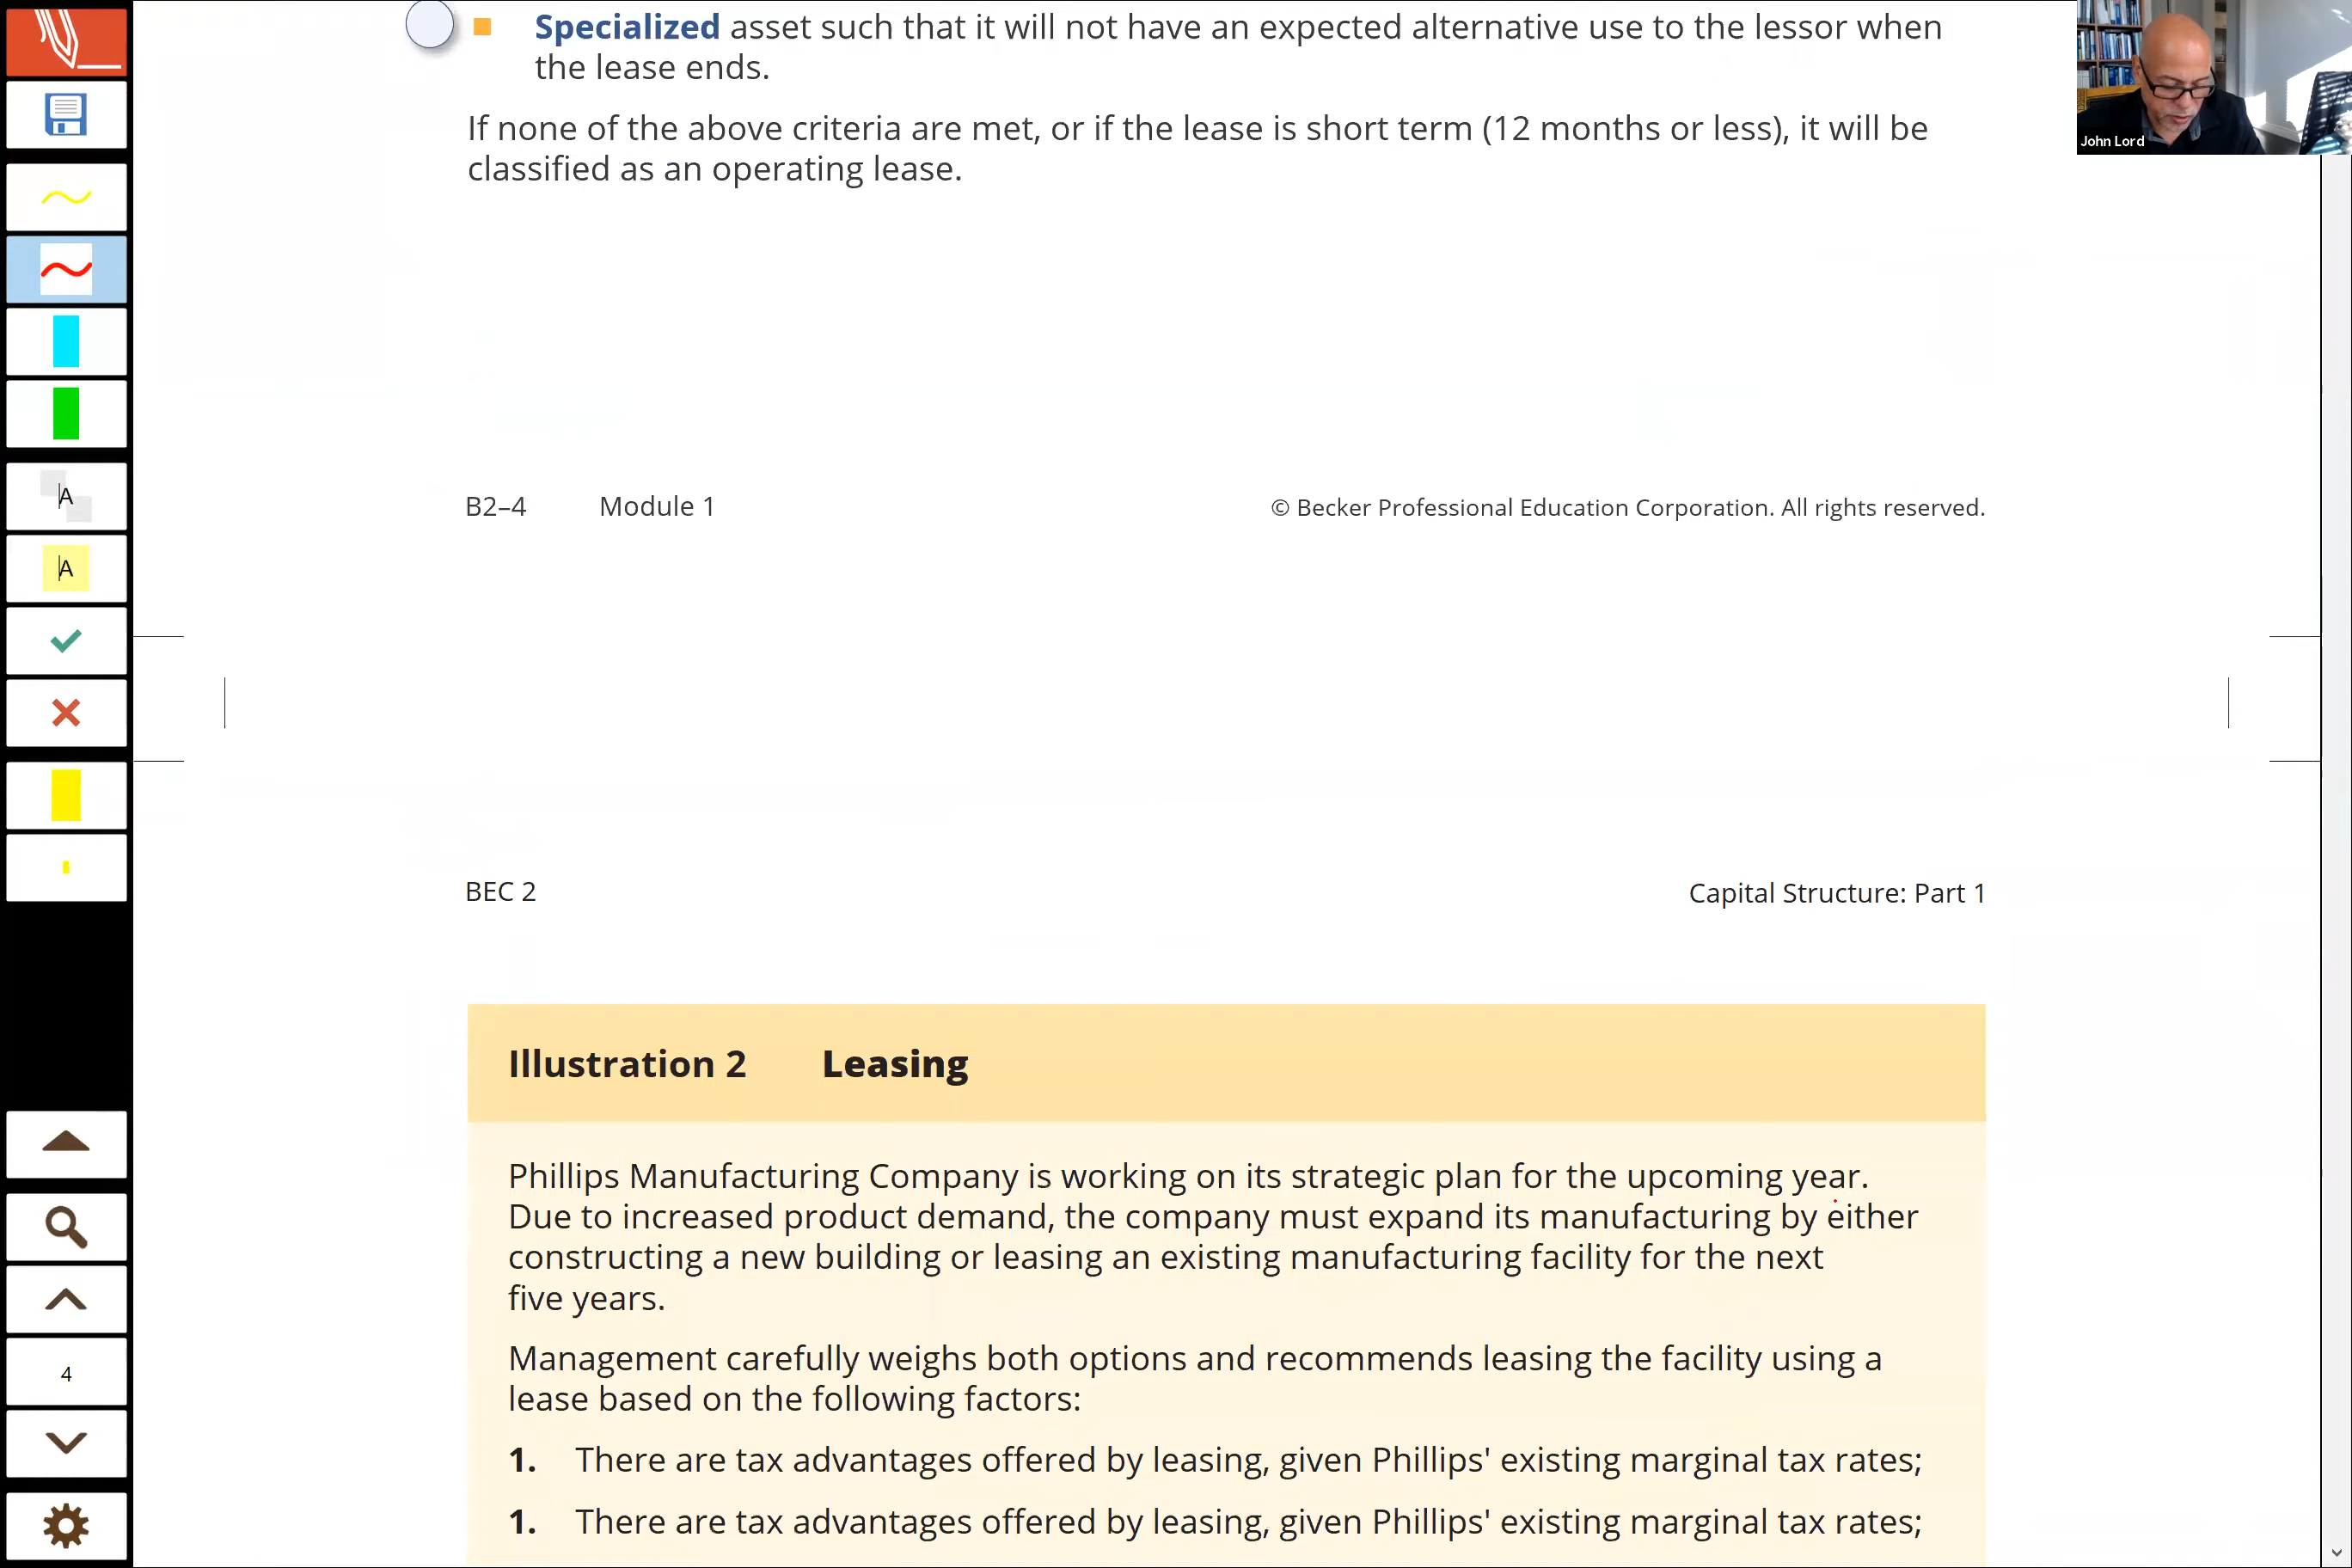 Specialized asset such that it will not have an expected alternative use to the lessor when
the lease ends.
If none of the above criteria are met, or if the lease is short term (12 months or less), it will be
classified as an operating lease.
John Lord
A
A
B2–4 Module 1 © Becker Professional Education Corporation. All rights reserved.
BEC 2 Capital Structure: Part 1
Illustration 2 Leasing
Phillips Manufacturing Company is working on its strategic plan for the upcoming year.
Due to increased product demand, the company must expand its manufacturing by either
constructing a new building or leasing an existing manufacturing facility for the next
five years.
Management carefully weighs both options and recommends leasing the facility using a
lease based on the following factors:
4
1. There are tax advantages offered by leasing, given Phillips' existing marginal tax rates;
1. There are tax advantages offered by leasing, given Phillips' existing marginal tax rates;